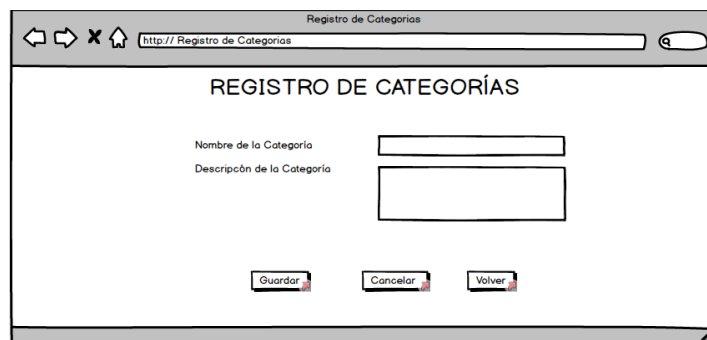 Registro de Categorias
http:// Registro de Categorias
REGISTRO DE CATEGORÍAS
Nombre de la Categoría
Descripcón de la Categoría
Guardar Cancelar Volver